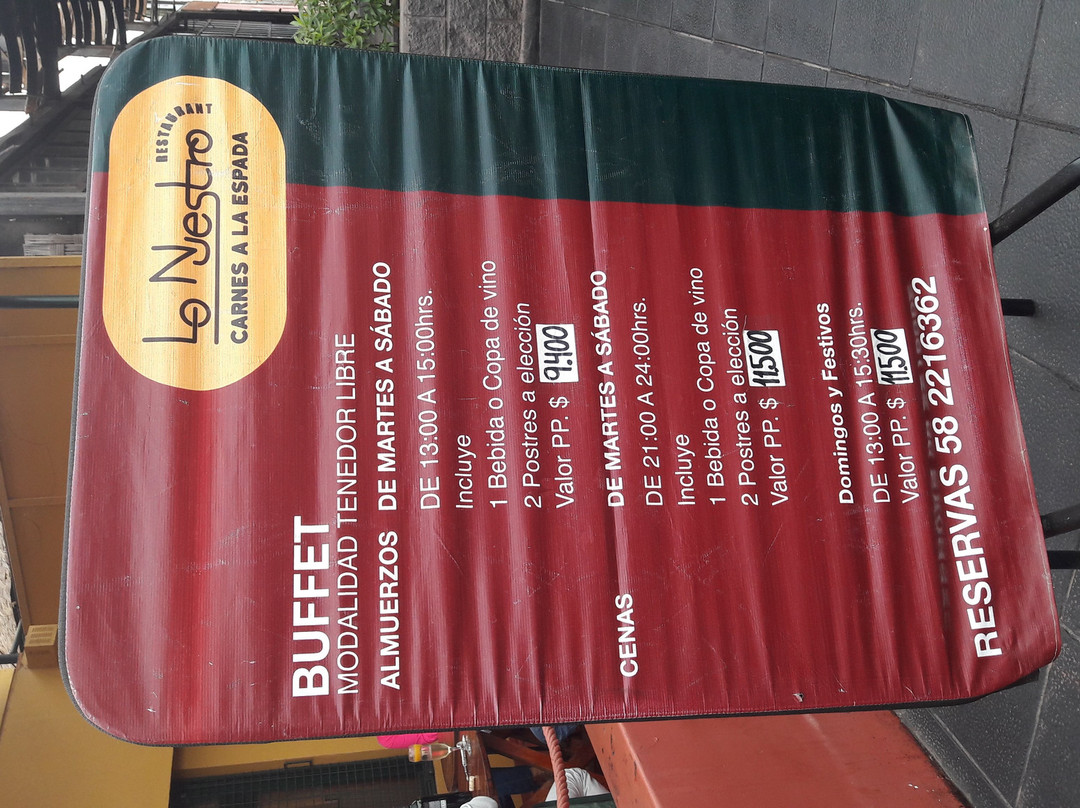 RESTAURANT
Lo Nuestro
CARNES A LA ESPADA
BUFFET
MODALIDAD TENEDOR LIBRE
ALMUERZOS DE MARTES A SÁBADO
DE 13:00 A 15:00hrs.
Incluye
1 Bebida o Copa de vino
2 Postres a elección
Valor PP. $ 9.400
CENAS DE MARTES A SÁBADO
DE 21:00 A 24:00hrs.
Incluye
1 Bebida o Copa de vino
2 Postres a elección
Valor PP. $ 11.500
Domingos y Festivos
DE 13:00 A 15:30hrs.
Valor PP. $ 11.500
RESERVAS 58 2216362